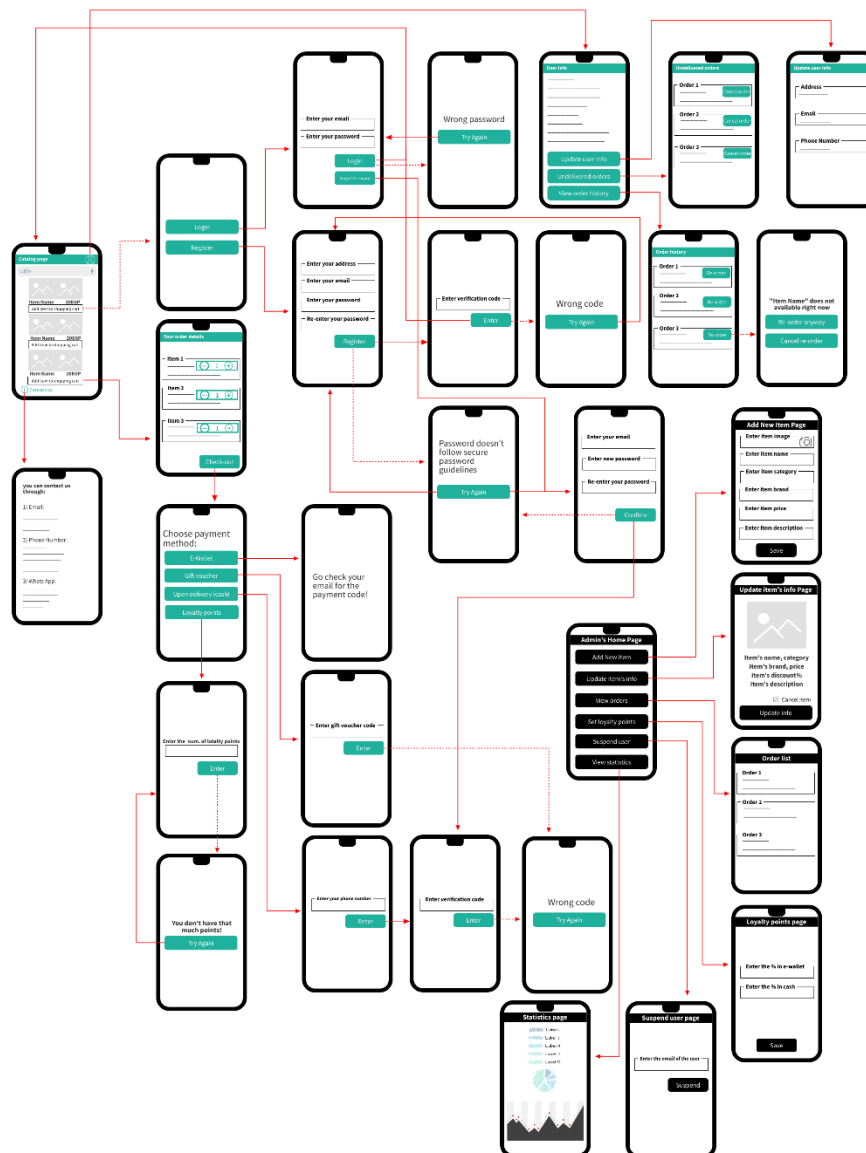 Enter your email
Enter your password
Login
Wrong password
Try Again
User info
Update user info
Undelivered orders
View order history
Undelivered orders
Order 1
Cancel order
Order 2
Cancel order
Order 3
Cancel order
Update user info
Address
Email
Phone Number
Login
Register
Catalog page
Item Name 20EGP
Add item to shopping cart
Item Name 20EGP
Add item to shopping cart
Item Name 20EGP
Add item to shopping cart
Contact us
Enter your address
Enter your email
Enter your password
Re-enter your password
Register
Enter verification code
Enter
Wrong code
Try Again
Order history
Order 1
Re-order
Order 2
Re-order
Order 3
Re-order
"Item Name" does not
available right now
Re-order anyway
Cancel re-order
Your order details
Item 1
1
Item 2
1
Item 3
1
Check-out
Password doesn't
follow secure
password
guidelines
Try Again
Enter your email
Enter new password
Re-enter your password
Confirm
Add New Item Page
Enter item image
Enter item name
Enter item category
Enter item brand
Enter item price
Enter item description
Save
you can contact us
through:
1) Email:
2) Phone Number:
3) Whats App:
Choose payment
method:
E-Wallet
Gift voucher
Upon delivery (cash)
Loyalty points
Go check your
email for the
payment code!
Update item's info Page
Item's name, category
Item's brand, price
Item's discount%
Item's description
Cancel item
Update info
Admin's Home Page
Add New Item
Update item's info
View orders
Set loyalty points
Suspend user
View statistics
Enter the num. of lotalty points
Enter
Enter gift voucher code
Enter
Order list
Order 1
Order 2
Order 3
You don't have that
much points!
Try Again
Enter your phone number
Enter
Enter verification code
Enter
Wrong code
Try Again
Loyalty points page
Enter the % in e-wallet
Enter the % in cash
Save
Statistics page
Suspend user page
Enter the email of the user
Suspend